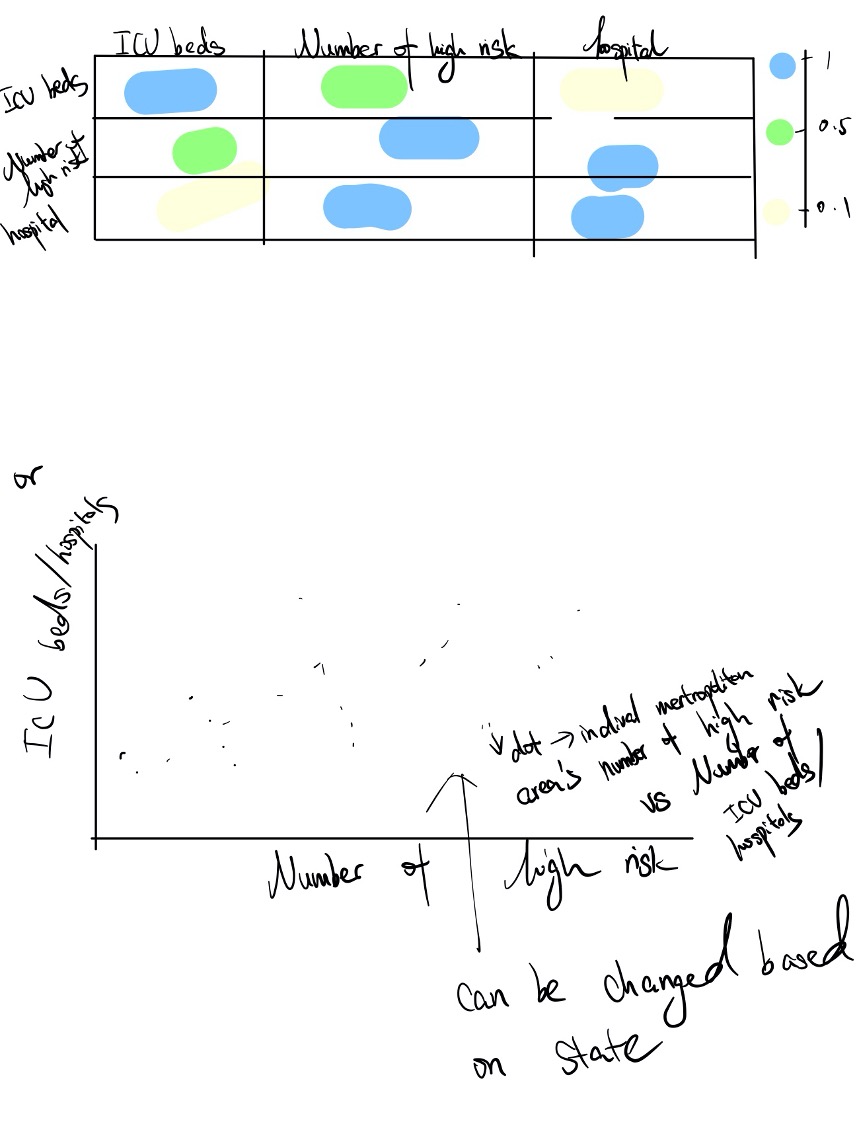 ICU beds
Number of high risk
hospital
ICU beds
Number of
high risk
hospital
1
0.5
0.1
or
ICU beds/hospitals
dot → indival mertropolitan
area's number of high risk
vs Number of
ICU beds/
hospitals
Number of high risk
can be changed based
on state